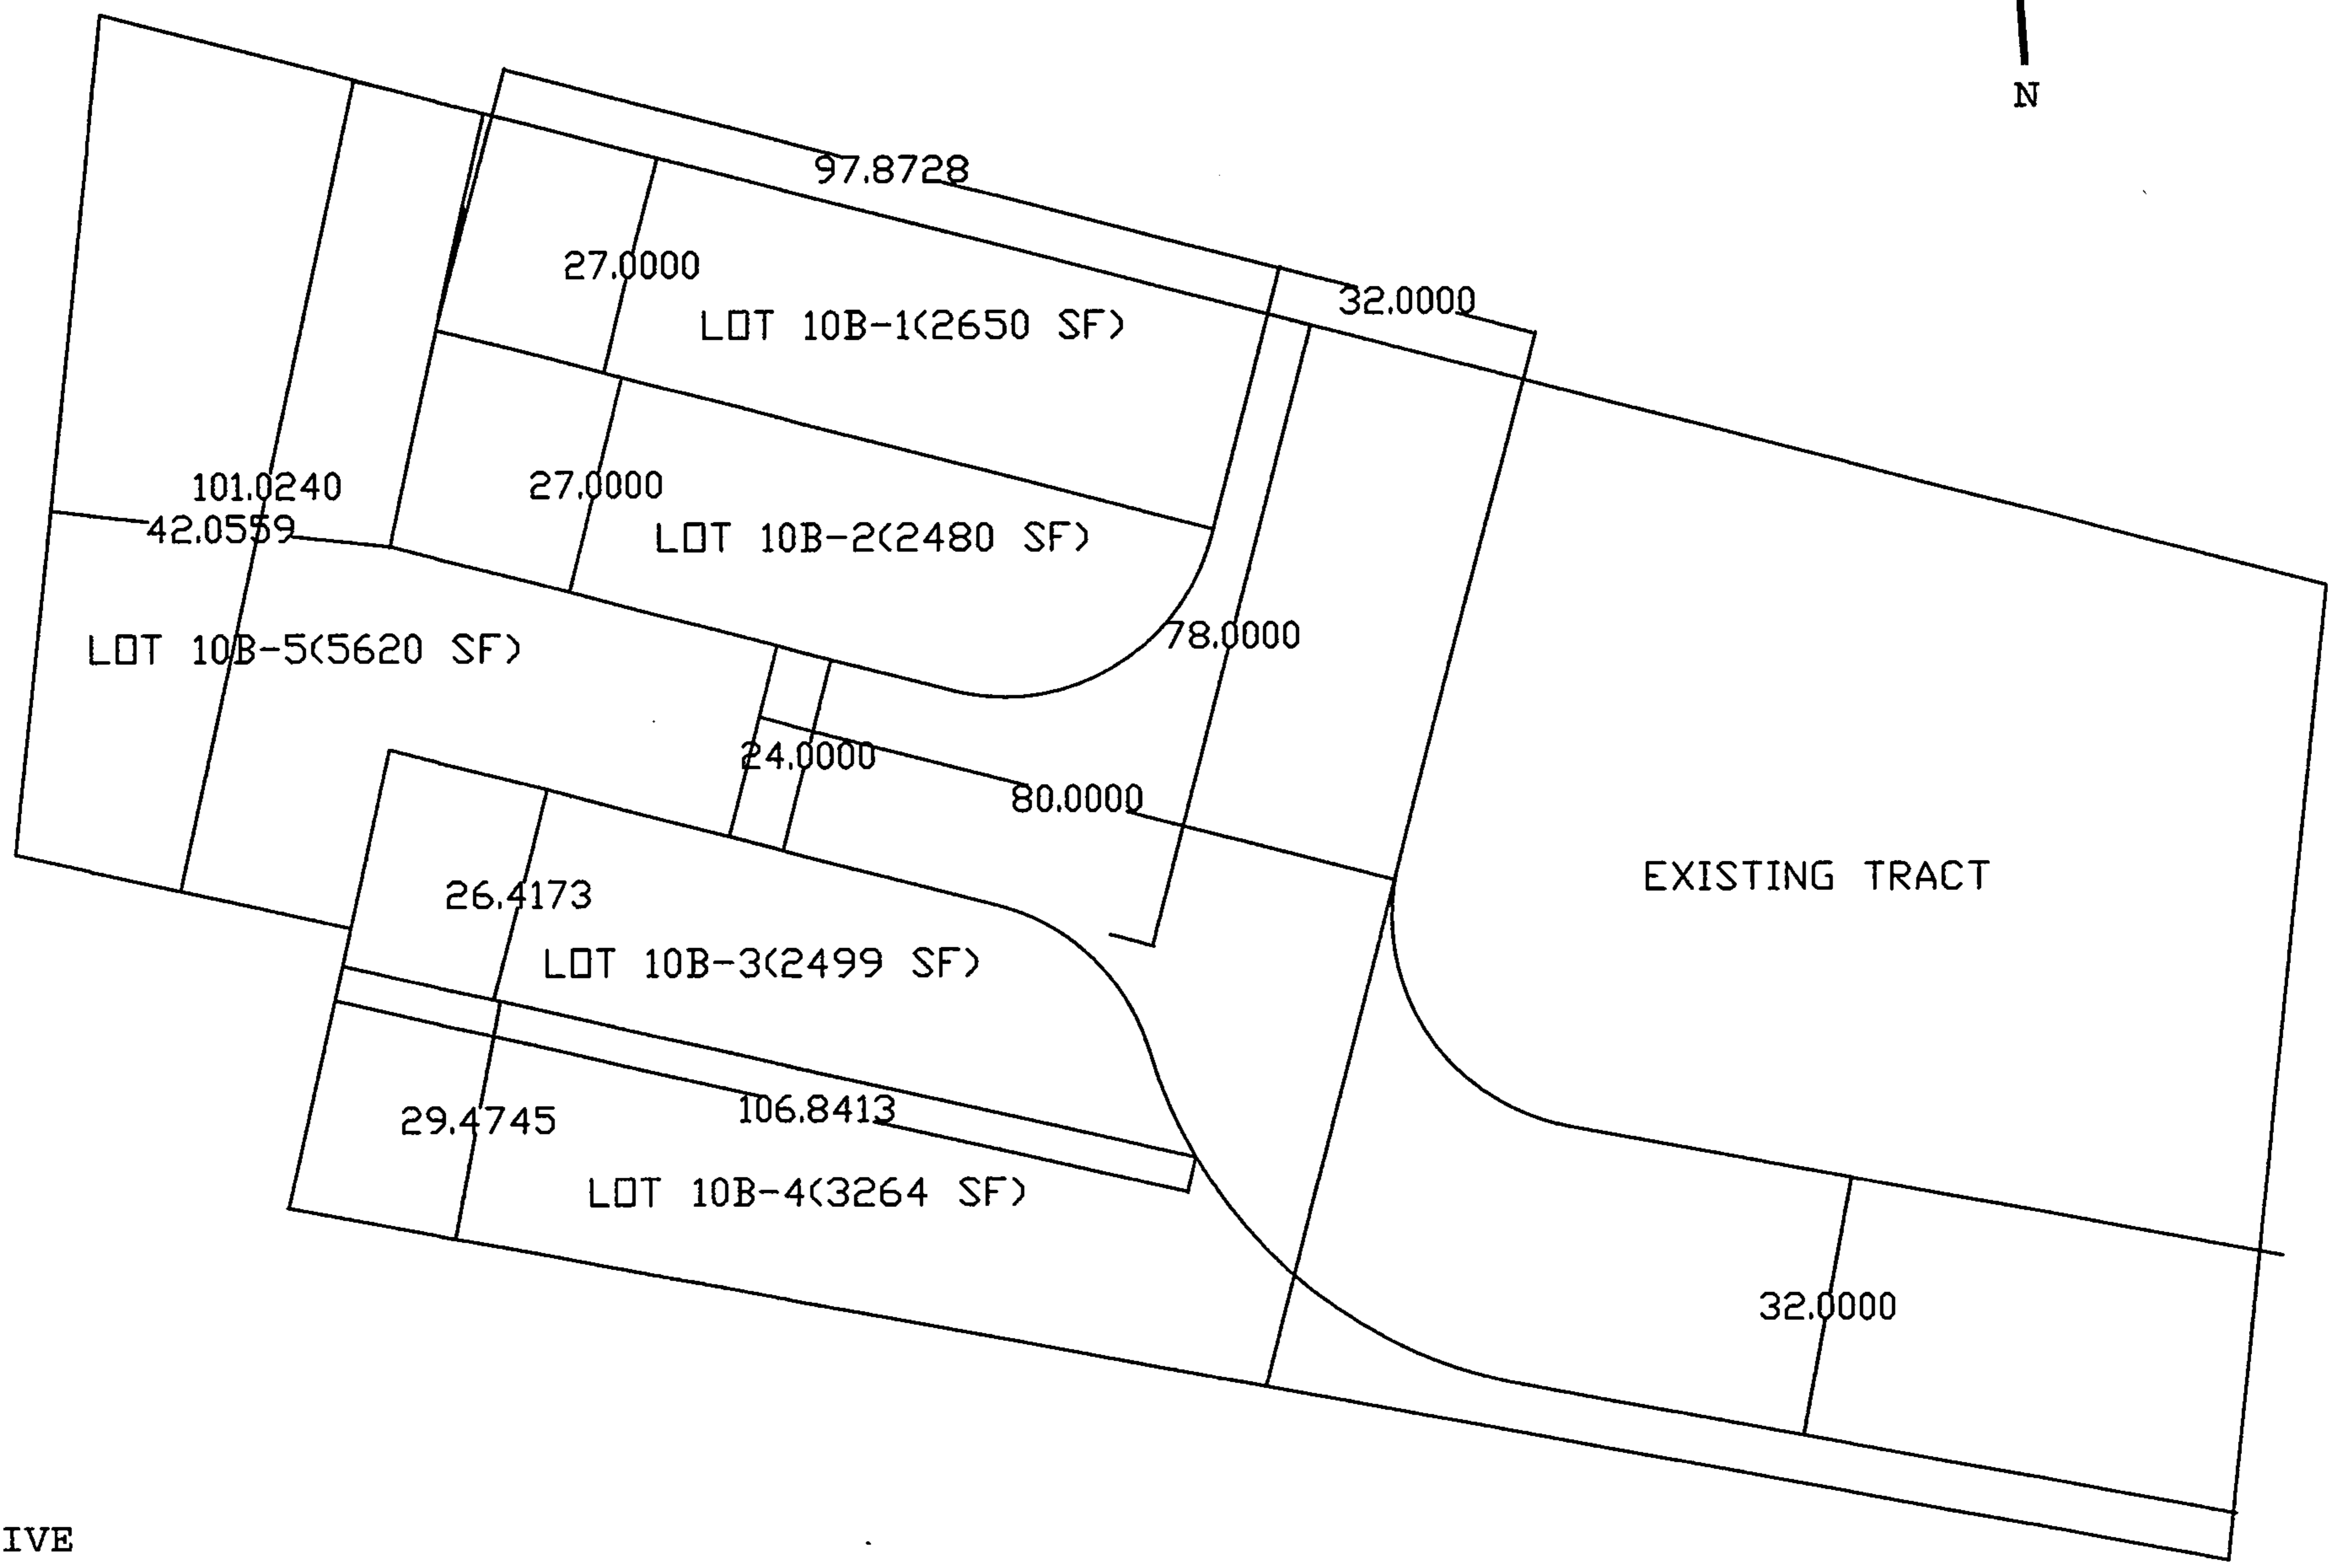 N
97.8728
27.0000
32.0000
LOT 10B-1(2650 SF)
101.0240
27.0000
42.0559
LOT 10B-2(2480 SF)
78.0000
LOT 10B-5(5620 SF)
24.0000
80.0000
EXISTING TRACT
26.4173
LOT 10B-3(2499 SF)
106.8413
29.4745
LOT 10B-4(3264 SF)
32.0000
IVE